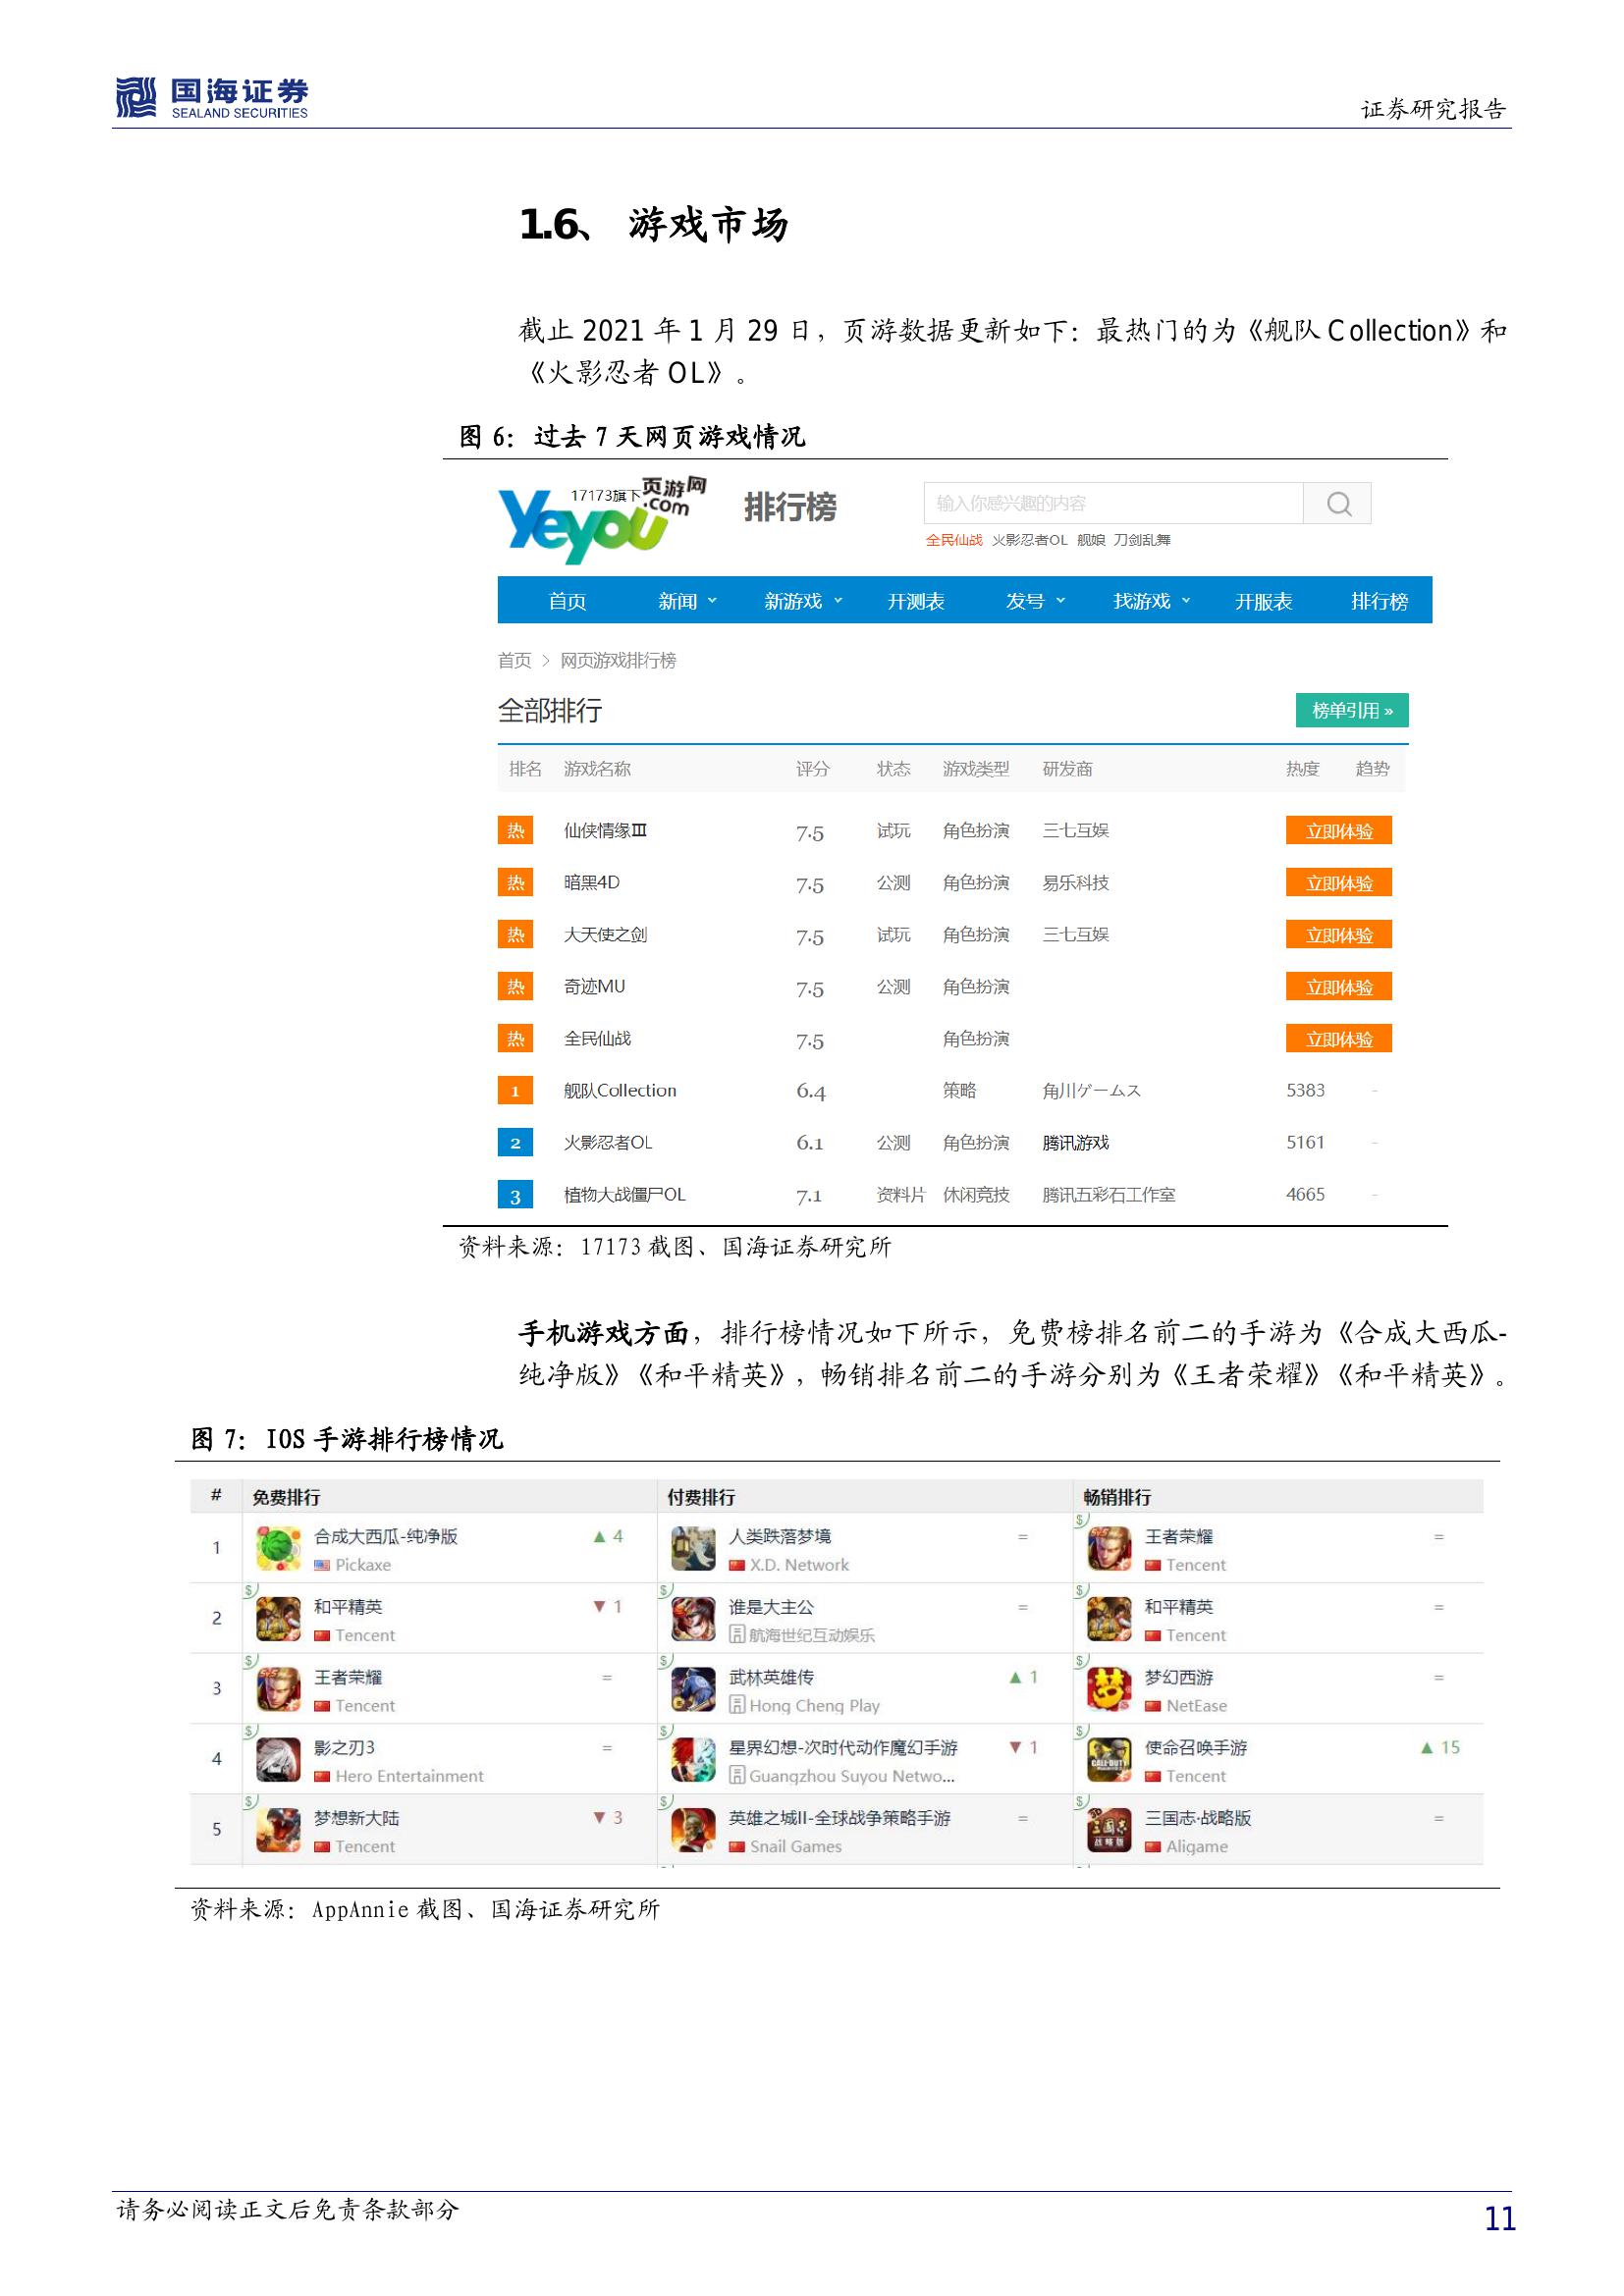 国海证券
SEALAND SECURITIES
证券研究报告
1.6、 游戏市场
截止 2021 年 1 月 29 日，页游数据更新如下：最热门的为《舰队 Collection》和
《火影忍者 OL》。
图 6：过去 7 天网页游戏情况
17173旗下页游网
Yeyou.com
排行榜
输入你感兴趣的内容
全民仙战 火影忍者OL 舰娘 刀剑乱舞
首页 新闻 新游戏 开测表 发号 找游戏 开服表 排行榜
首页 > 网页游戏排行榜
全部排行 榜单引用 »
排名 游戏名称 评分 状态 游戏类型 研发商 热度 趋势
热 仙侠情缘Ⅲ 7.5 试玩 角色扮演 三七互娱 立即体验
热 暗黑4D 7.5 公测 角色扮演 易乐科技 立即体验
热 大天使之剑 7.5 试玩 角色扮演 三七互娱 立即体验
热 奇迹MU 7.5 公测 角色扮演 立即体验
热 全民仙战 7.5 角色扮演 立即体验
1 舰队Collection 6.4 策略 角川ゲームス 5383 -
2 火影忍者OL 6.1 公测 角色扮演 腾讯游戏 5161 -
3 植物大战僵尸OL 7.1 资料片 休闲竞技 腾讯五彩石工作室 4665 -
资料来源：17173 截图、国海证券研究所
手机游戏方面，排行榜情况如下所示，免费榜排名前二的手游为《合成大西瓜-
纯净版》《和平精英》，畅销排名前二的手游分别为《王者荣耀》《和平精英》。
图 7：IOS 手游排行榜情况
# 免费排行 付费排行 畅销排行
1 合成大西瓜-纯净版 ▲ 4 人类跌落梦境 = 王者荣耀 =
Pickaxe X.D. Network Tencent
2 和平精英 ▼ 1 谁是大主公 = 和平精英 =
Tencent 航海世纪互动娱乐 Tencent
3 王者荣耀 = 武林英雄传 ▲ 1 梦幻西游 =
Tencent Hong Cheng Play NetEase
4 影之刃3 = 星界幻想-次时代动作魔幻手游 ▼ 1 使命召唤手游 ▲ 15
Hero Entertainment Guangzhou Suyou Netwo... Tencent
5 梦想新大陆 ▼ 3 英雄之城II-全球战争策略手游 = 三国志·战略版 =
Tencent Snail Games Aligame
资料来源：AppAnnie 截图、国海证券研究所
请务必阅读正文后免责条款部分
11